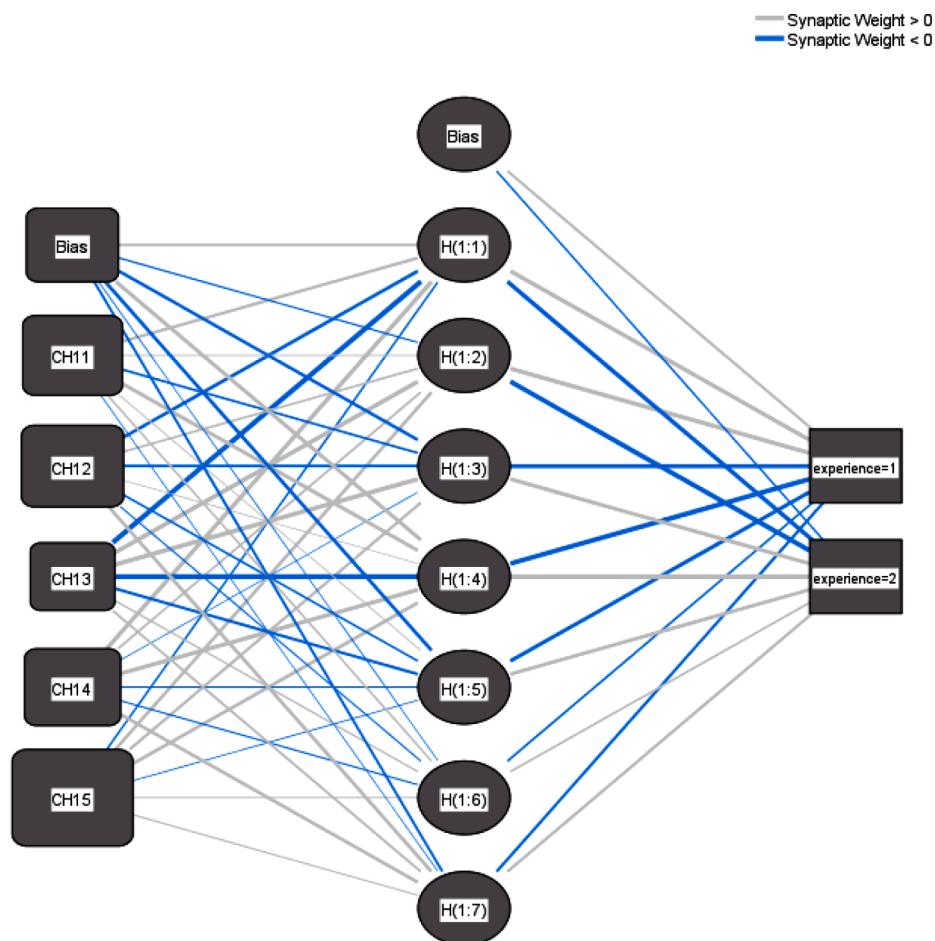 Synaptic Weight > 0
Synaptic Weight < 0
Bias
Bias
H(1:1)
CH11
H(1:2)
CH12
H(1:3)
experience=1
CH13
H(1:4)
experience=2
CH14
H(1:5)
CH15
H(1:6)
H(1:7)